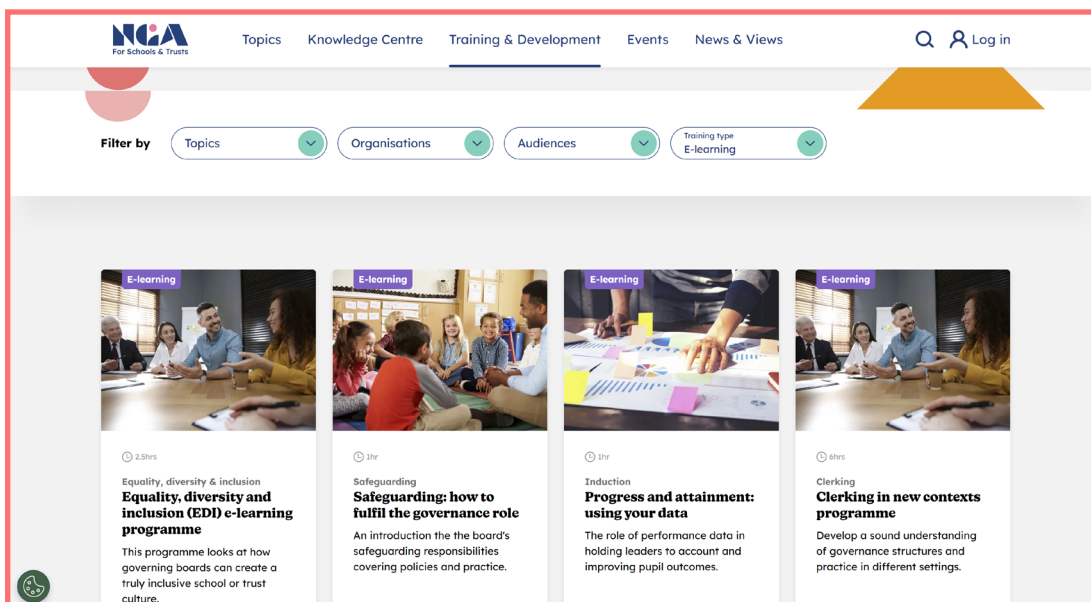 NGA
For Schools & Trusts
Topics
Knowledge Centre
Training & Development
Events
News & Views
Log in
Filter by
Topics
Organisations
Audiences
Training type
E-learning
E-learning
2.5hrs
Equality, diversity & inclusion
Equality, diversity and
inclusion (EDI) e-learning
programme
This programme looks at how
governing boards can create a
truly inclusive school or trust
culture.
E-learning
1hr
Safeguarding
Safeguarding: how to
fulfil the governance role
An introduction the the board's
safeguarding responsibilities
covering policies and practice.
E-learning
1hr
Induction
Progress and attainment:
using your data
The role of performance data in
holding leaders to account and
improving pupil outcomes.
E-learning
6hrs
Clerking
Clerking in new contexts
programme
Develop a sound understanding
of governance structures and
practice in different settings.